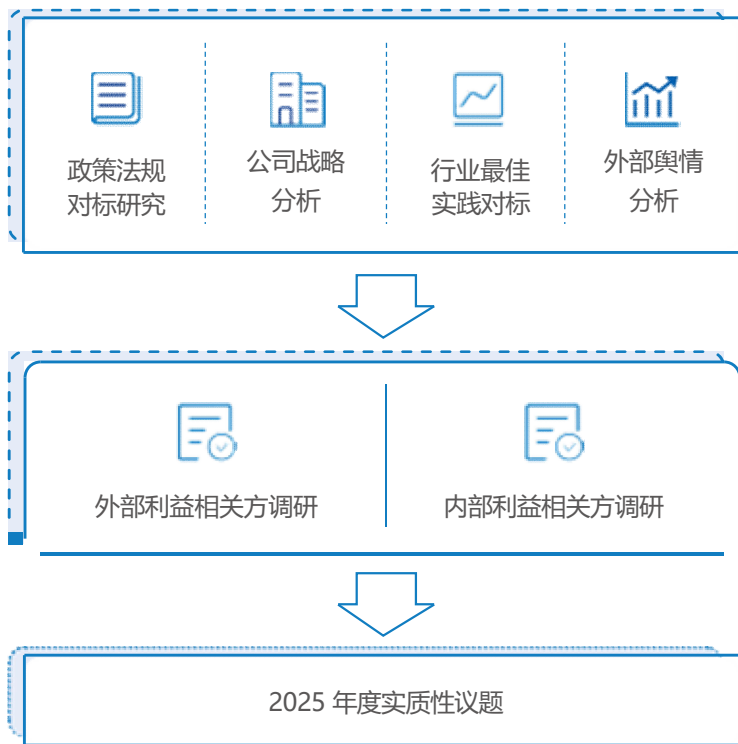 政策法规
对标研究
公司战略
分析
行业最佳
实践对标
外部舆情
分析
外部利益相关方调研
内部利益相关方调研
2025 年度实质性议题